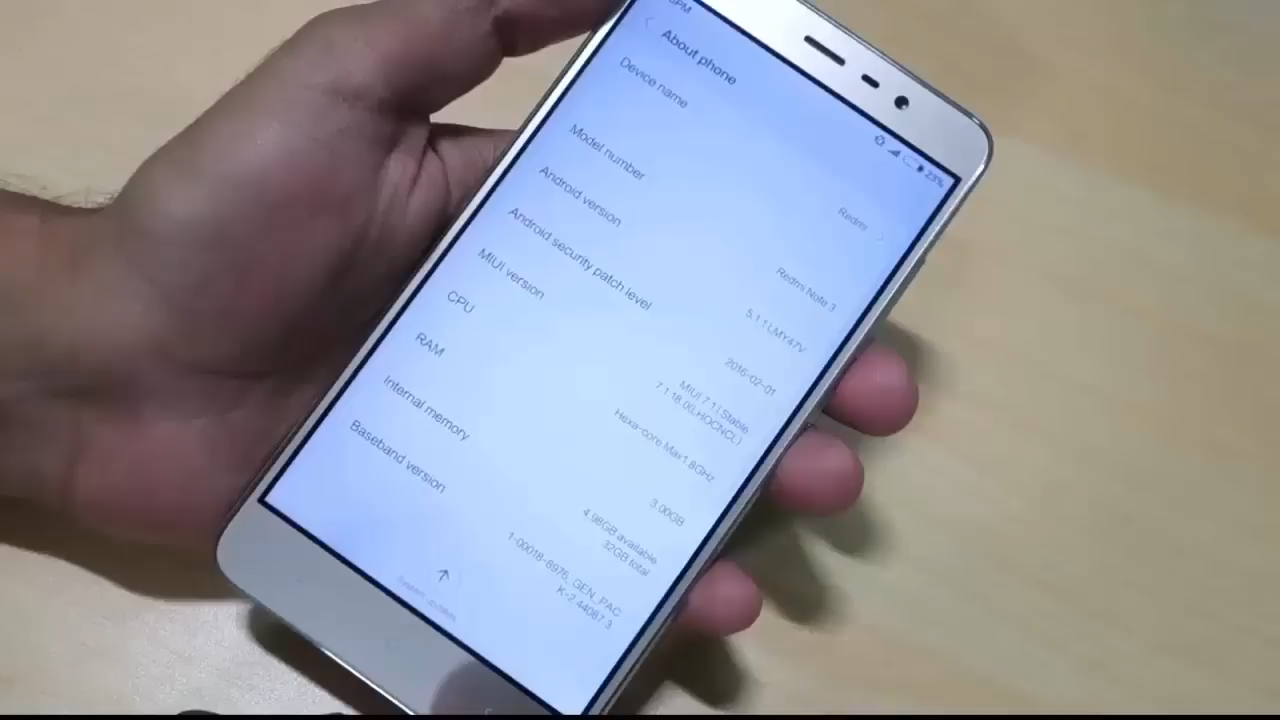 23%
About phone
Device name
Redmi
Model number
Redmi Note 3
Android version
5.1.1 LMY47V
Android security patch level
2016-02-01
MIUI version
MIUI 7.1 | Stable
7.1.18.0(LHOCNCL)
CPU
Hexa-core Max1.8GHz
RAM
3.00GB
Internal memory
4.98GB available
32GB total
Baseband version
1-00018-8976_GEN_PAC
K-2.44087.3